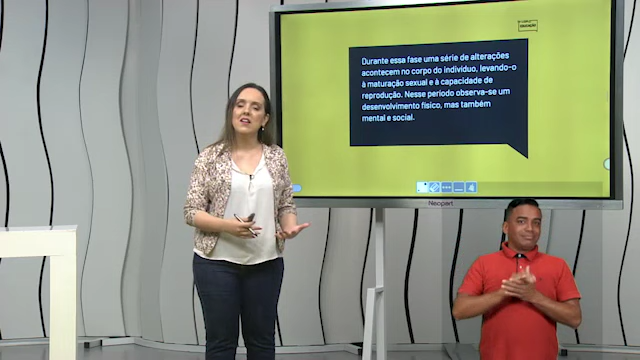 EDUCAÇÃO
Durante essa fase uma série de alterações
acontecem no corpo do indivíduo, levando-o
à maturação sexual e à capacidade de
reprodução. Nesse período observa-se um
desenvolvimento físico, mas também
mental e social.
Neopert